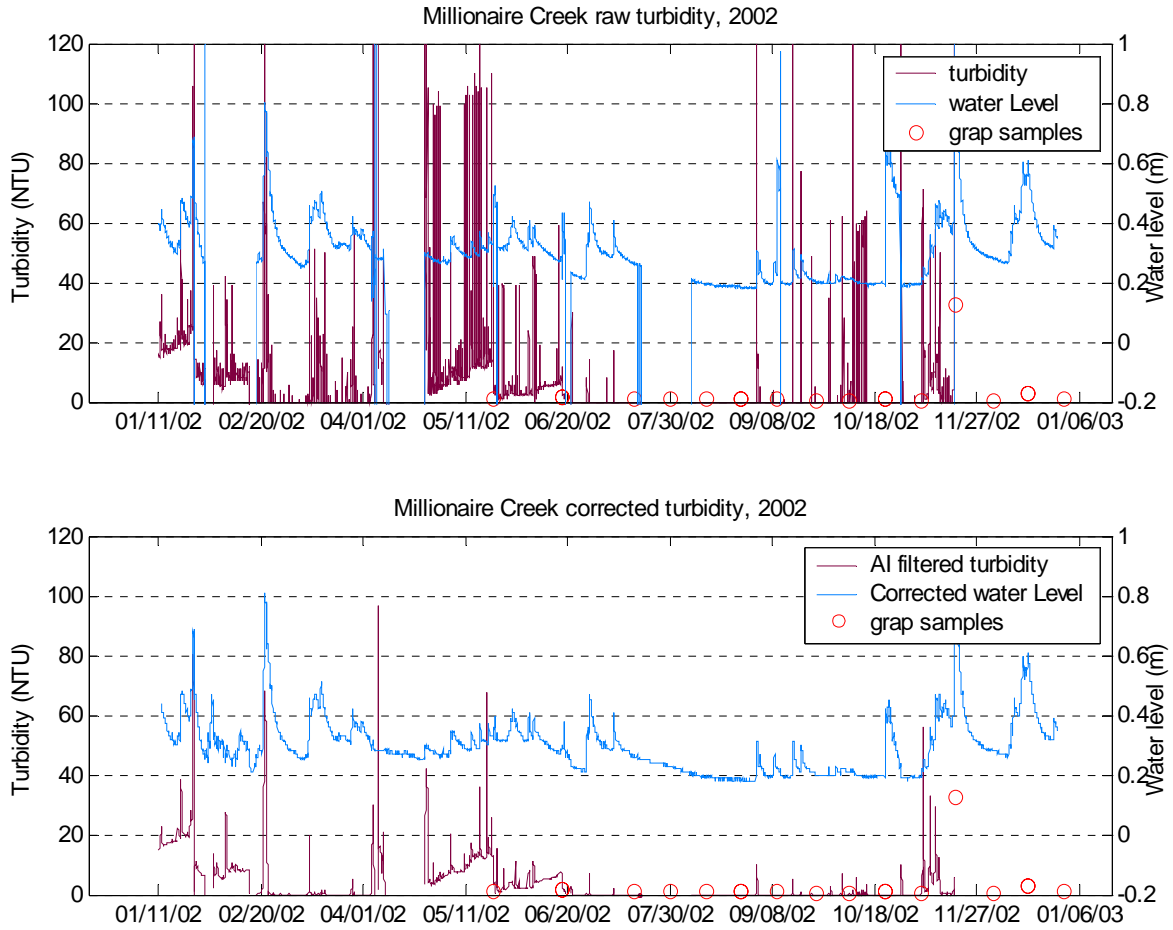 Millionaire Creek raw turbidity, 2002
120
100
80
60
40
20
0
Turbidity (NTU)
1
0.8
0.6
0.4
0.2
0
-0.2
Water level (m)
turbidity
water Level
grap samples
01/11/02 02/20/02 04/01/02 05/11/02 06/20/02 07/30/02 09/08/02 10/18/02 11/27/02 01/06/03
Millionaire Creek corrected turbidity, 2002
120
100
80
60
40
20
0
Turbidity (NTU)
1
0.8
0.6
0.4
0.2
0
-0.2
Water level (m)
AI filtered turbidity
Corrected water Level
grap samples
01/11/02 02/20/02 04/01/02 05/11/02 06/20/02 07/30/02 09/08/02 10/18/02 11/27/02 01/06/03